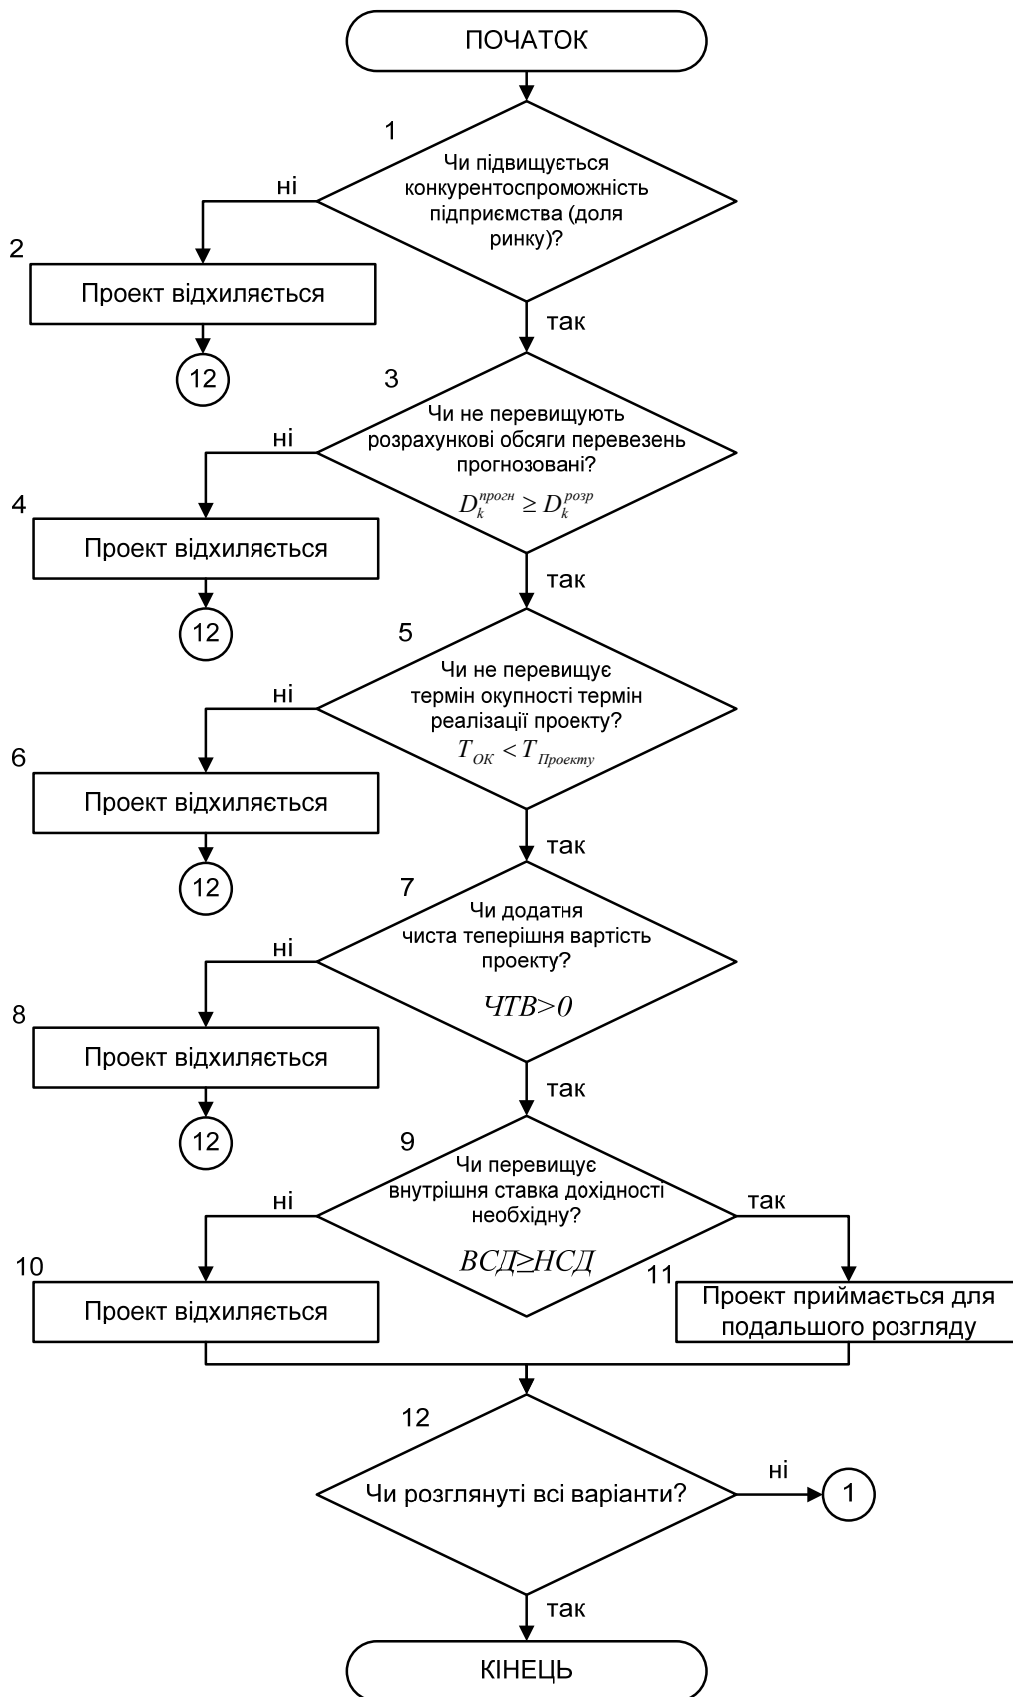 ПОЧАТОК
1
Чи підвищується
конкурентоспроможність
підприємства (доля
ринку)?
ні
2
Проект відхиляється
так
12
3
Чи не перевищують
розрахункові обсяги перевезень
прогнозовані?
D_k^{прогн} ≥ D_k^{розр}
ні
4
Проект відхиляється
так
12
5
Чи не перевищує
термін окупності термін
реалізації проекту?
T_{ОК} < T_{Проекту}
ні
6
Проект відхиляється
так
12
7
Чи додатня
чиста теперішня вартість
проекту?
ЧТВ>0
ні
8
Проект відхиляється
так
12
9
Чи перевищує
внутрішня ставка дохідності
необхідну?
ВСД≥НСД
ні
так
10
Проект відхиляється
11
Проект приймається для
подальшого розгляду
12
Чи розглянуті всі варіанти?
ні
1
так
КІНЕЦЬ